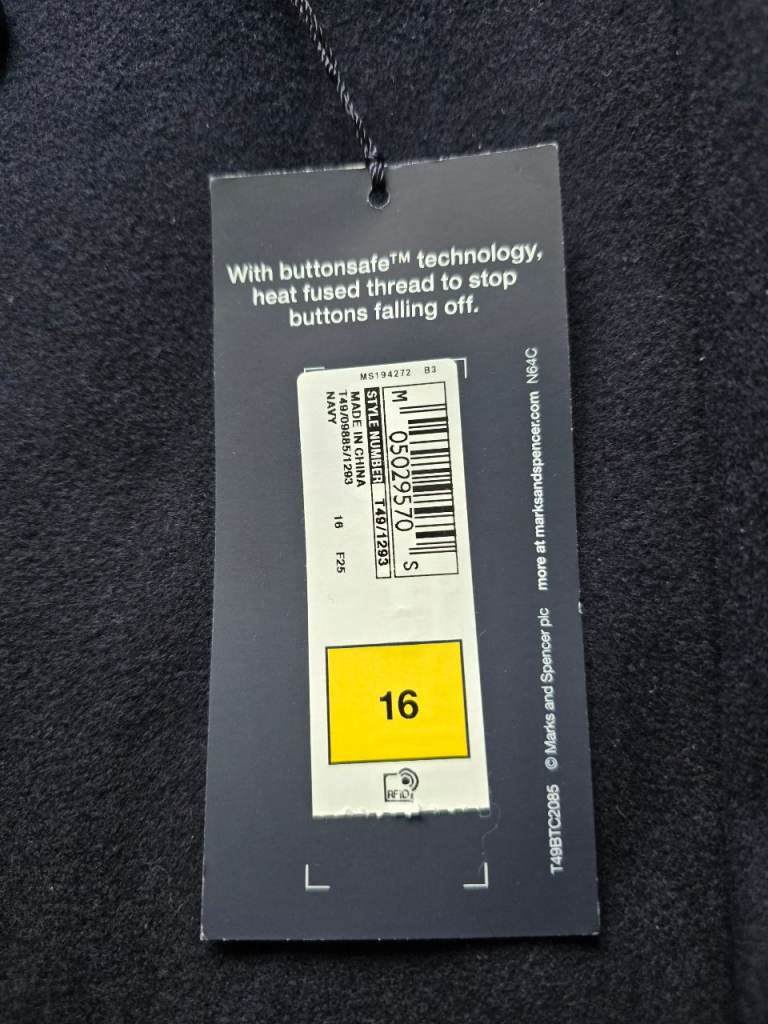 With buttonsafe™ technology,
heat fused thread to stop
buttons falling off.
MS194272 B3
M 05029570 S
STYLE NUMBER T49/1293
MADE IN CHINA
T49/09885/1293
NAVY 16 F25
16
RFID
T49BTC2085 © Marks and Spencer plc more at marksandspencer.com N64C